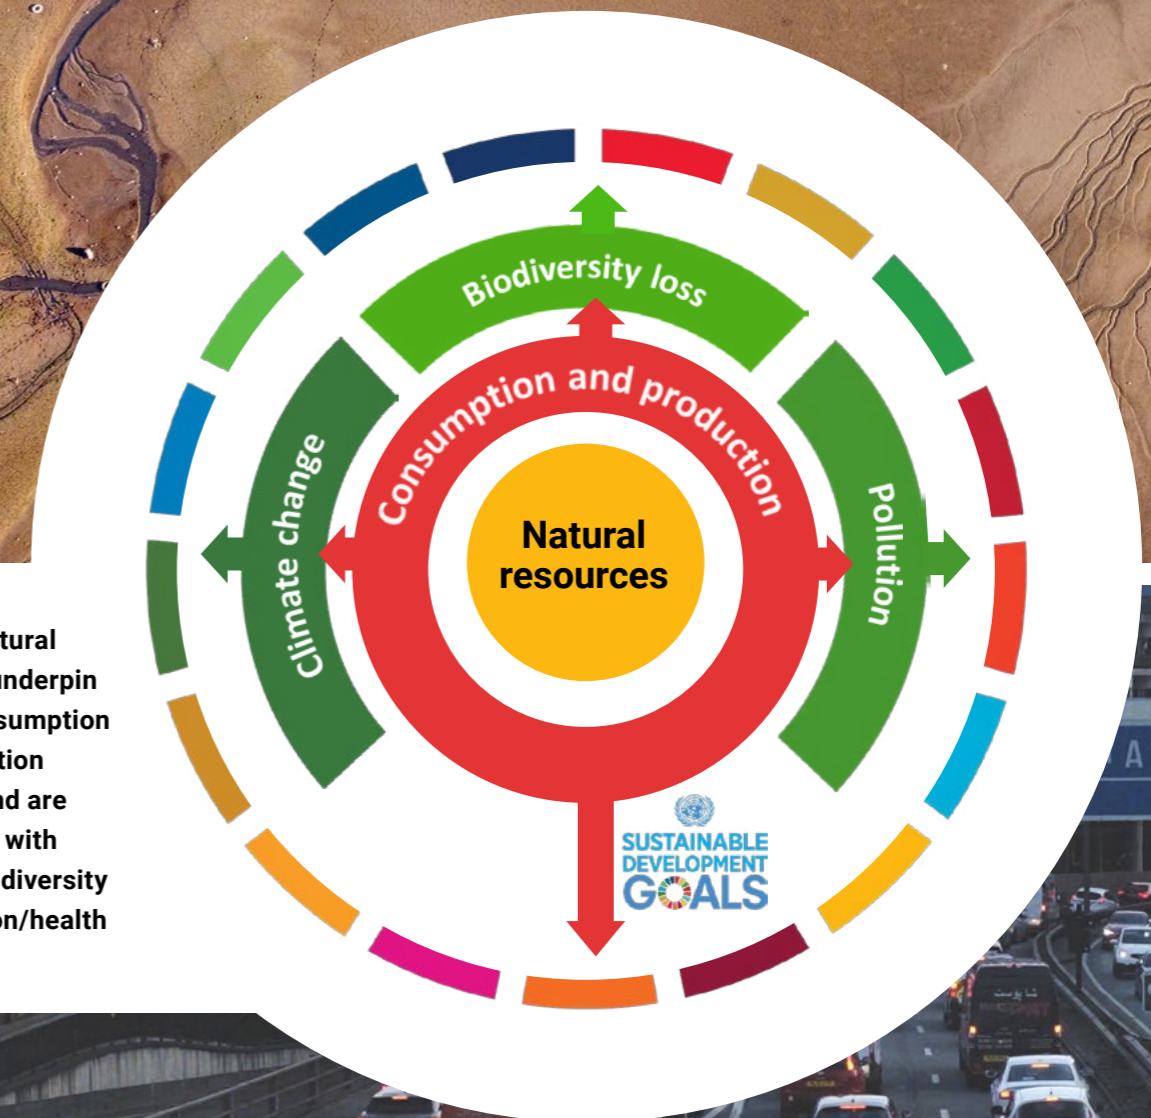 Biodiversity loss
Consumption and production
Climate change
Pollution
Natural
resources
tural
underpin
sumption
tion
nd are
with
diversity
on/health
SUSTAINABLE
DEVELOPMENT
GOALS
A